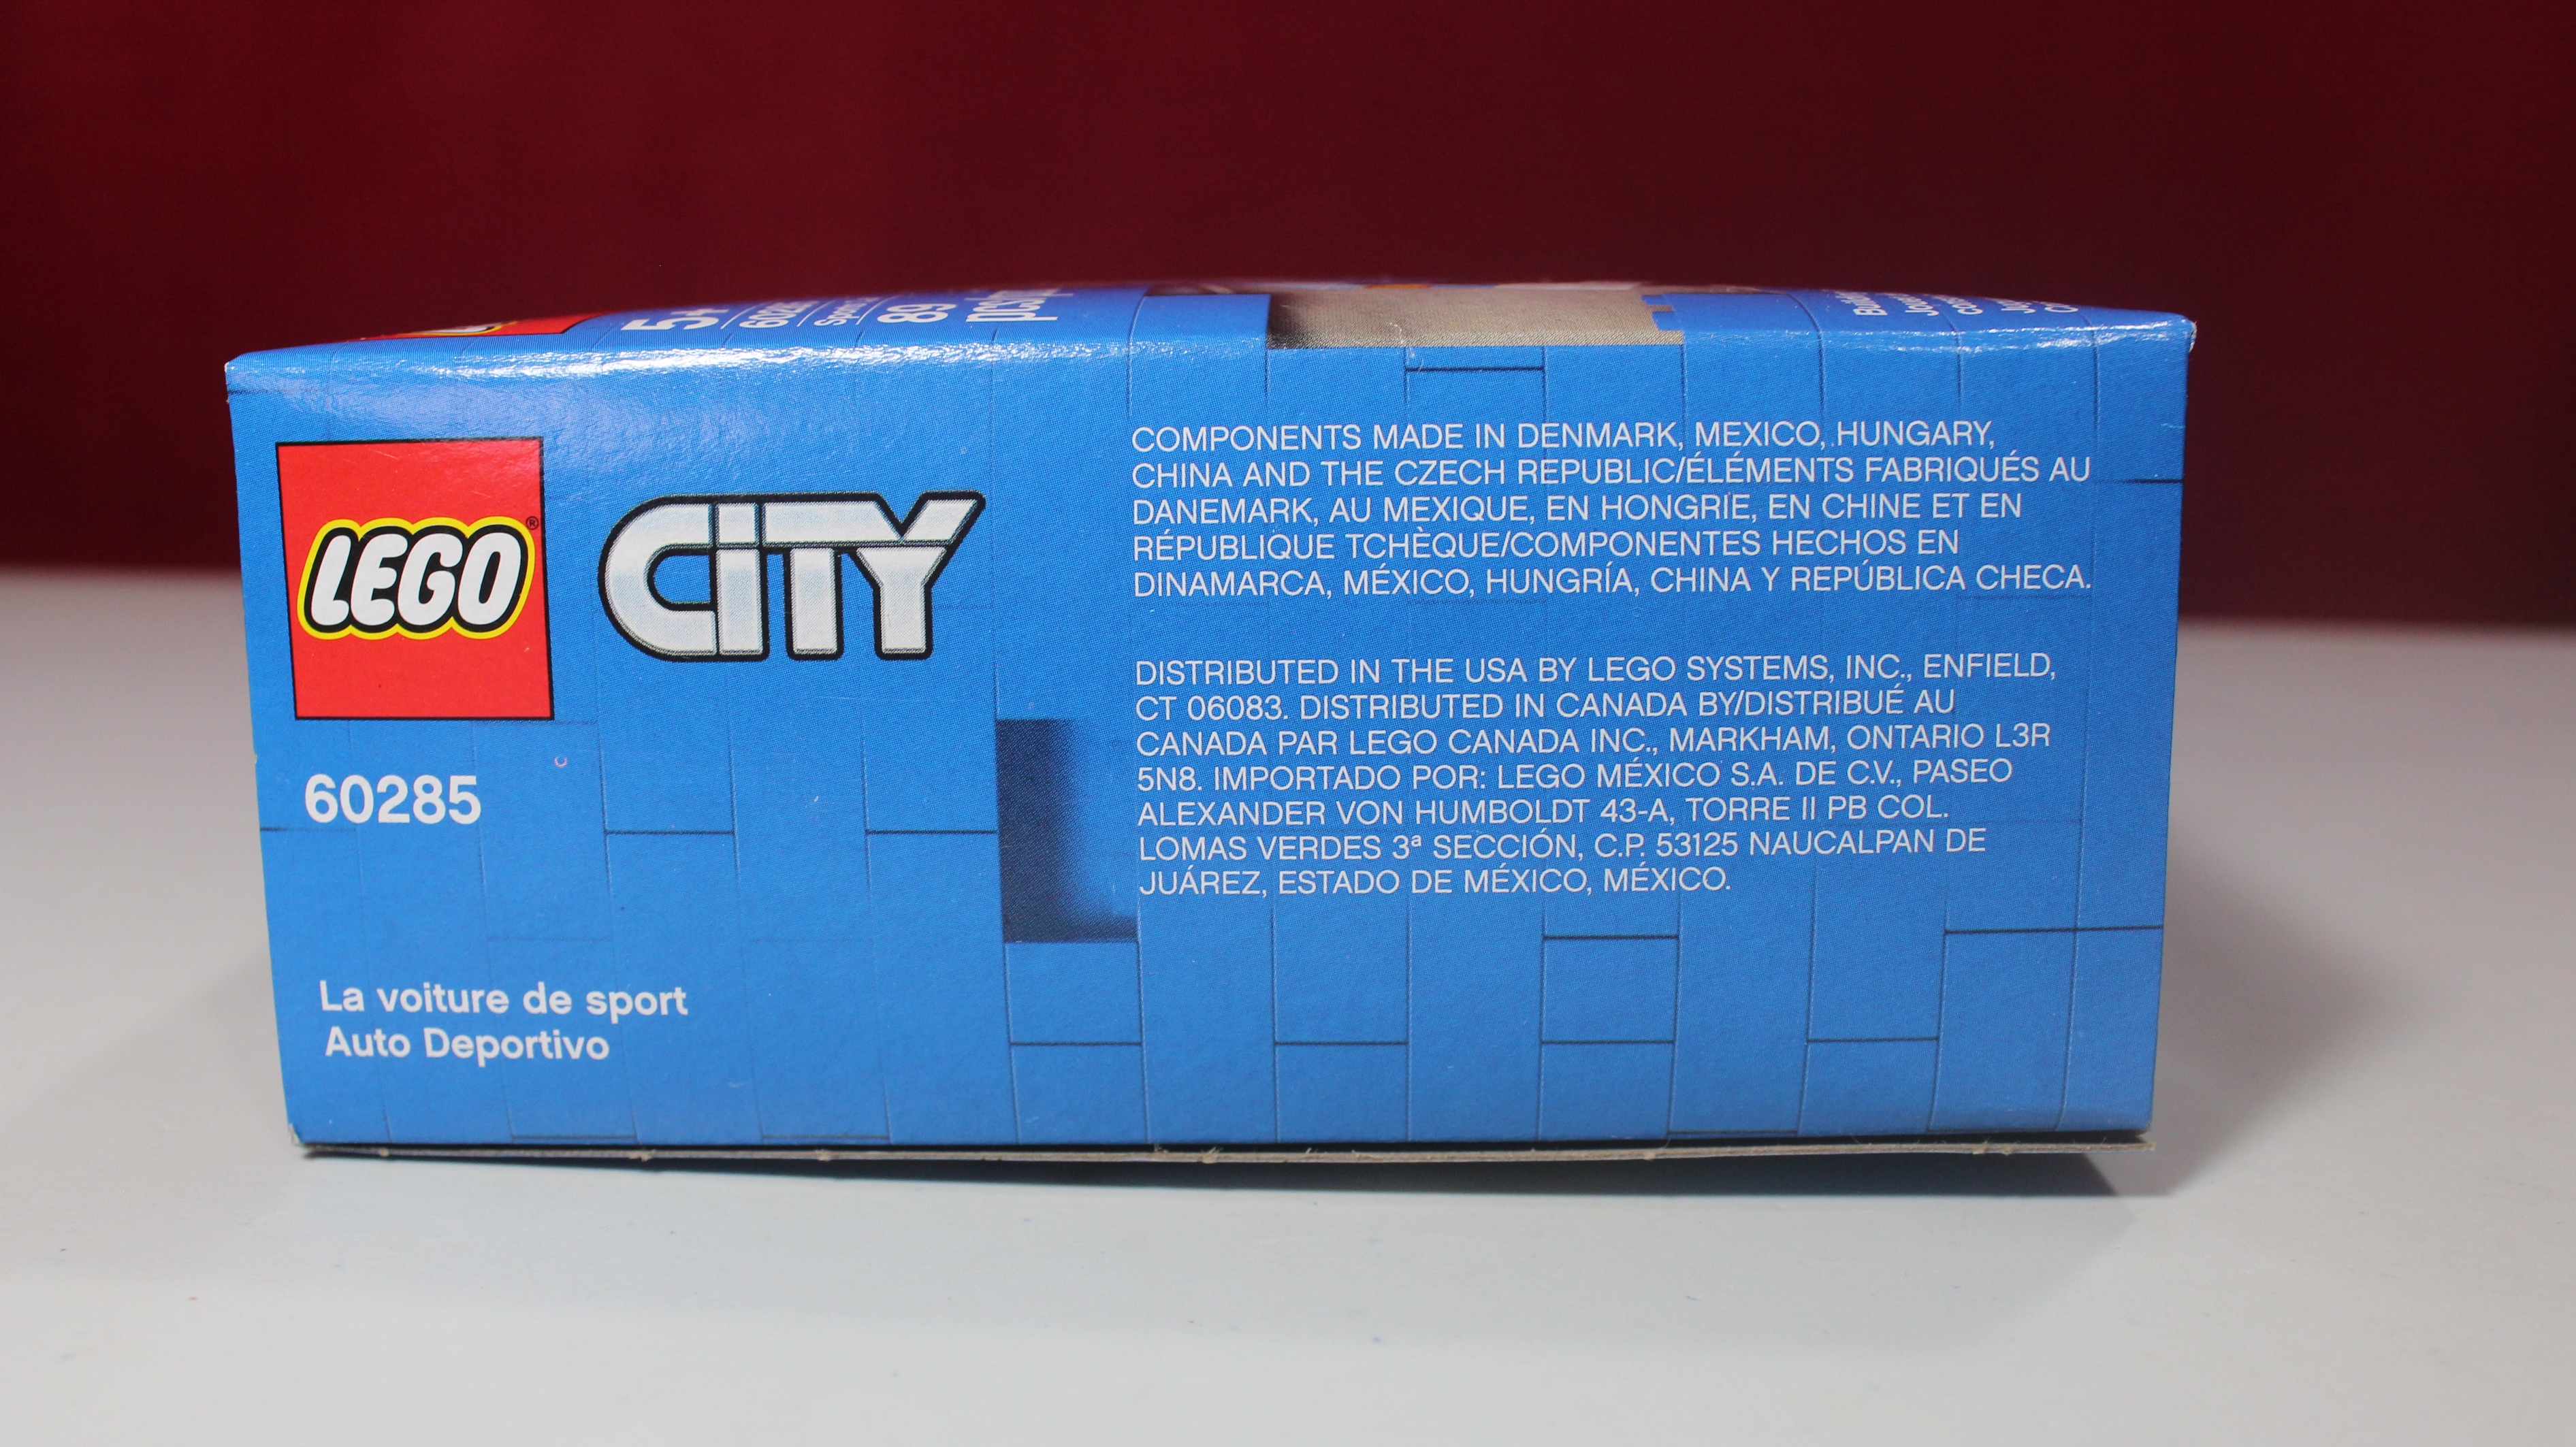 5+
60285
89
pcs/pz
LEGO®
CITY
60285
La voiture de sport
Auto Deportivo
COMPONENTS MADE IN DENMARK, MEXICO, HUNGARY,
CHINA AND THE CZECH REPUBLIC/ÉLÉMENTS FABRIQUÉS AU
DANEMARK, AU MEXIQUE, EN HONGRIE, EN CHINE ET EN
RÉPUBLIQUE TCHÈQUE/COMPONENTES HECHOS EN
DINAMARCA, MÉXICO, HUNGRÍA, CHINA Y REPÚBLICA CHECA.
DISTRIBUTED IN THE USA BY LEGO SYSTEMS, INC., ENFIELD,
CT 06083. DISTRIBUTED IN CANADA BY/DISTRIBUÉ AU
CANADA PAR LEGO CANADA INC., MARKHAM, ONTARIO L3R
5N8. IMPORTADO POR: LEGO MÉXICO S.A. DE C.V., PASEO
ALEXANDER VON HUMBOLDT 43-A, TORRE II PB COL.
LOMAS VERDES 3ª SECCIÓN, C.P. 53125 NAUCALPAN DE
JUÁREZ, ESTADO DE MÉXICO, MÉXICO.